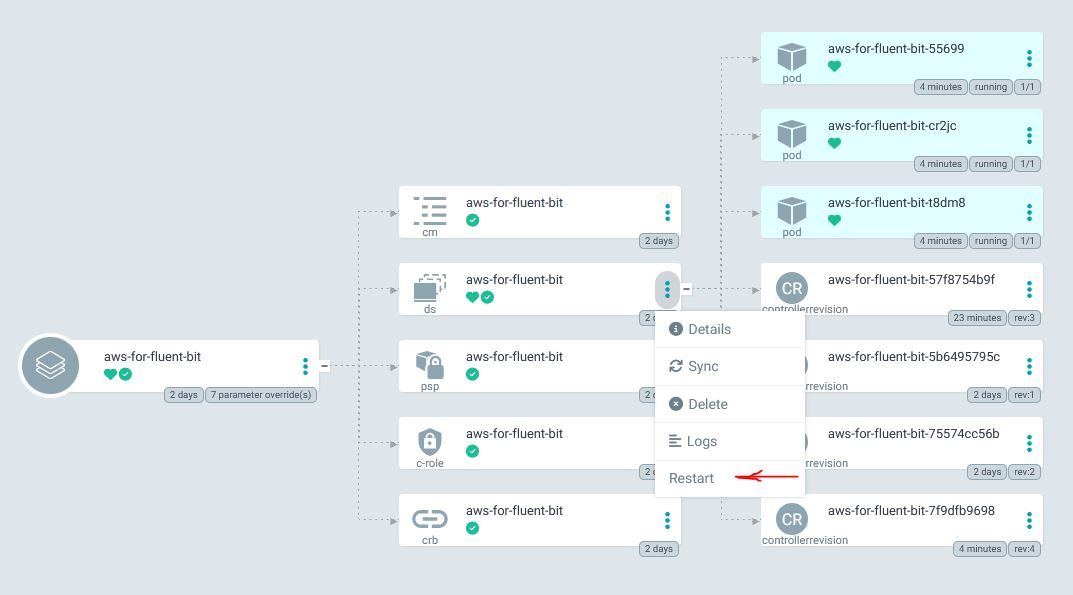 aws-for-fluent-bit
2 days
7 parameter override(s)
aws-for-fluent-bit
cm
2 days
aws-for-fluent-bit
ds
2 d
aws-for-fluent-bit
psp
2 d
aws-for-fluent-bit
c-role
2 d
aws-for-fluent-bit
crb
2 days
Details
Sync
Delete
Logs
Restart
aws-for-fluent-bit-55699
pod
4 minutes
running
1/1
aws-for-fluent-bit-cr2jc
pod
4 minutes
running
1/1
aws-for-fluent-bit-t8dm8
pod
4 minutes
running
1/1
aws-for-fluent-bit-57f8754b9f
CR
controllerrevision
23 minutes
rev:3
aws-for-fluent-bit-5b6495795c
rrevision
2 days
rev:1
aws-for-fluent-bit-75574cc56b
rrevision
2 days
rev:2
aws-for-fluent-bit-7f9dfb9698
CR
controllerrevision
4 minutes
rev:4